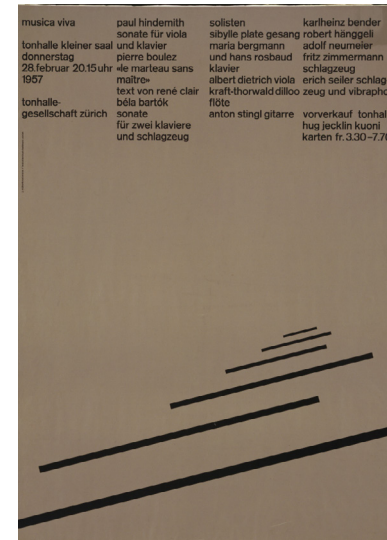 musica viva
tonhalle kleiner saal
donnerstag
28.februar 20.15 uhr
1957
tonhalle-
gesellschaft zürich
paul hindemith
sonate für viola
und klavier
pierre boulez
«le marteau sans
maître»
text von rené clair
béla bartók
sonate
für zwei klaviere
und schlagzeug
solisten
sibylle plate gesang
maria bergmann
und hans rosbaud
klavier
albert dietrich viola
kraft-thorwald dilloo
flöte
anton stingl gitarre
karlheinz bender
robert hänggeli
adolf neumeier
fritz zimmermann
schlagzeug
erich seiler schlag
zeug und vibrapho
vorverkauf tonhal
hug jecklin kuoni
karten fr. 3.30–7.70